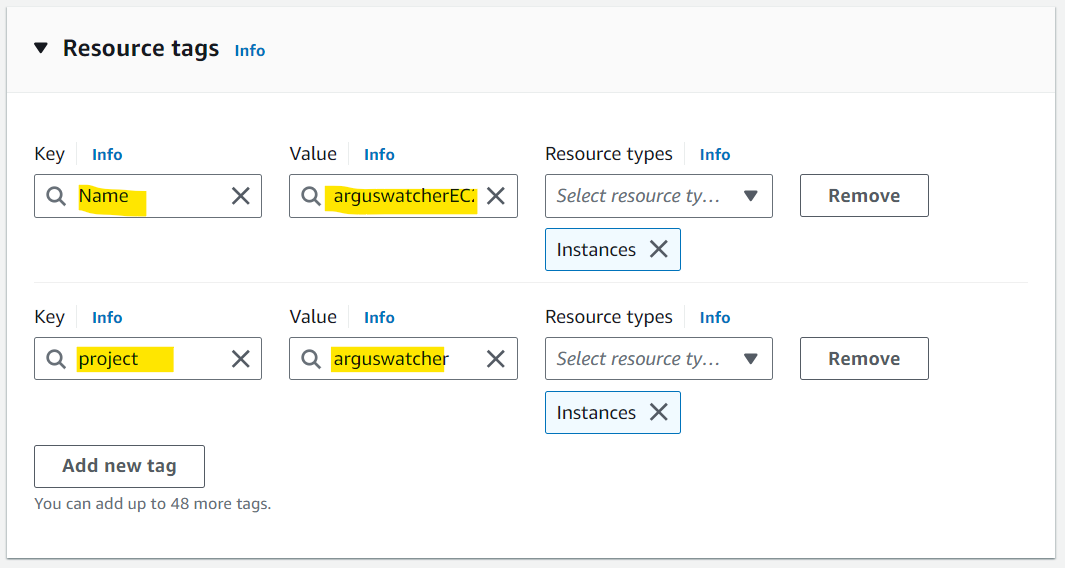 Resource tags Info
Key Info Value Info Resource types Info
Name arguswatcherEC2 Select resource ty... Remove
Instances
Key Info Value Info Resource types Info
project arguswatcher Select resource ty... Remove
Instances
Add new tag
You can add up to 48 more tags.